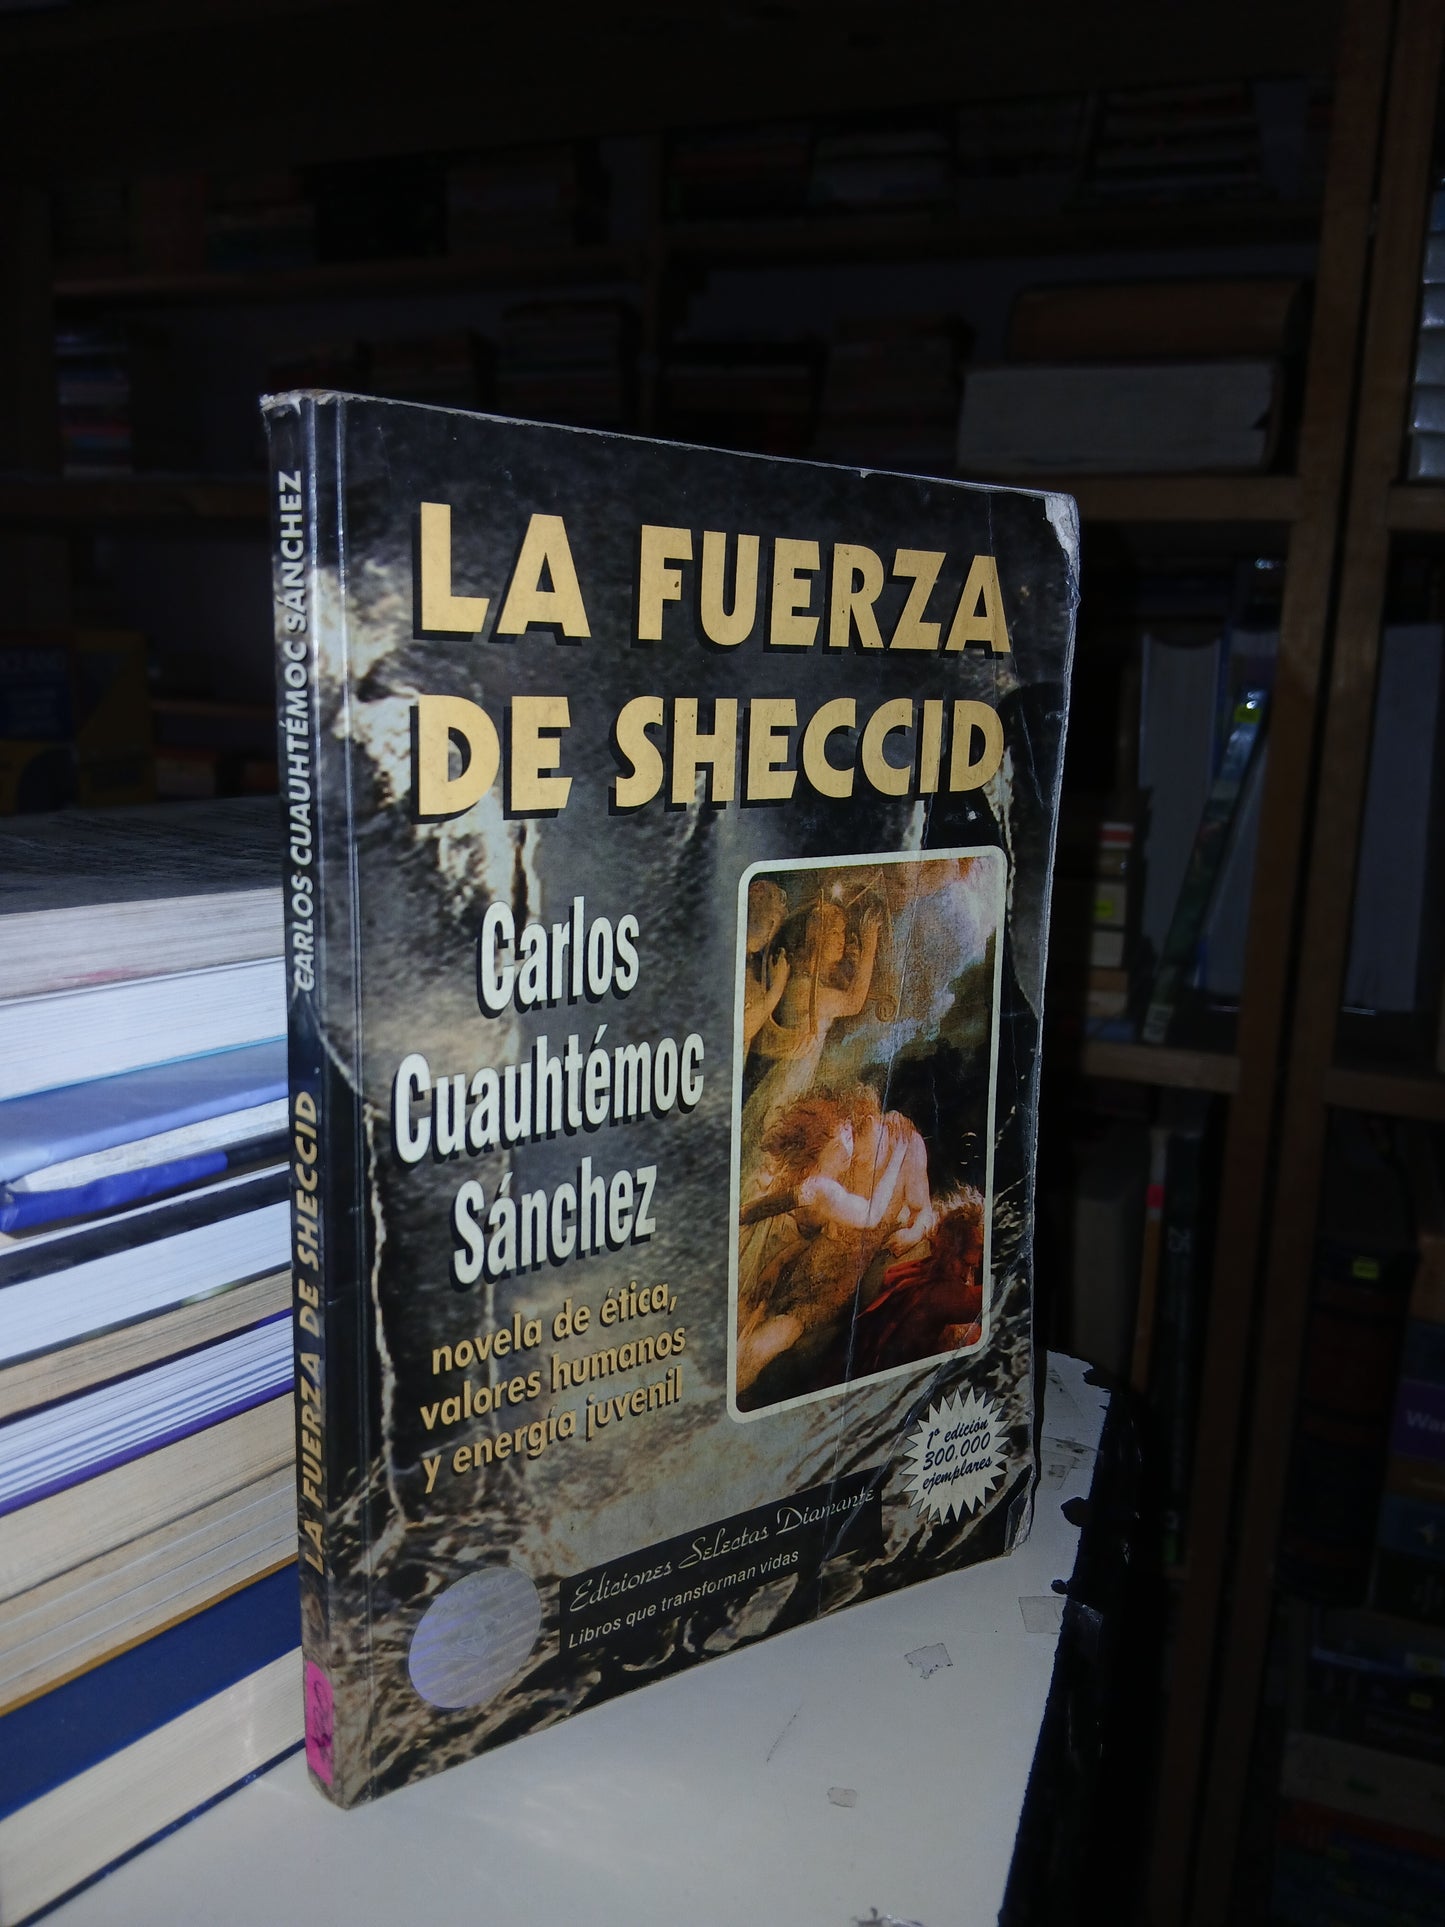 LA FUERZA
DE SHECCID
Carlos
Cuauhtémoc
Sánchez
novela de ética,
valores humanos
y energía juvenil
1ª edición
300,000
ejemplares
Ediciones Selectas Diamante
Libros que transforman vidas
CARLOS CUAUHTÉMOC SÁNCHEZ
LA FUERZA DE SHECCID